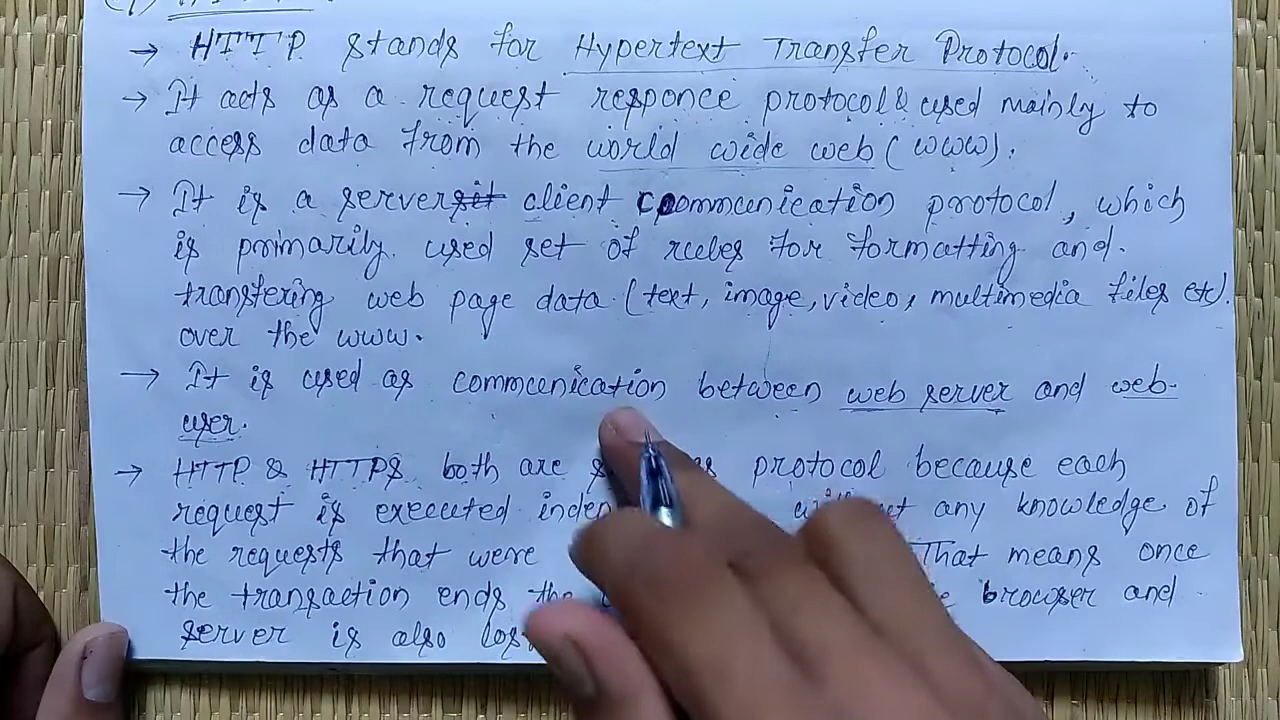 → HTTP stands for Hypertext Transfer Protocol.
→ It acts as a request responce protocol & used mainly to
access data from the world wide web (www).
→ It is a server client communication protocol, which
is primarily used set of rules for formatting and
transfering web page data (text, image, video, multimedia files etc).
over the www.
→ It is used as communication between web server and web-
user.
→ HTTP & HTTPS both are protocol because each
request is executed any knowledge of
the requests that were That means once
the transaction ends the browser and
server is also